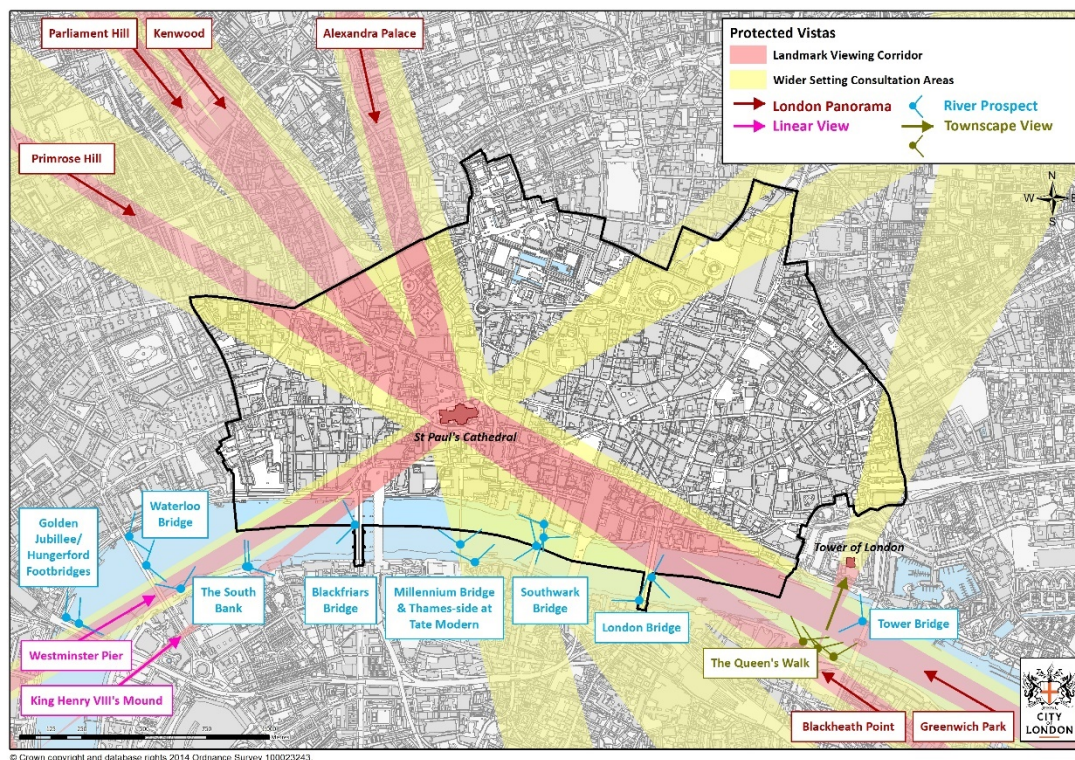 Parliament Hill
Kenwood
Alexandra Palace
Primrose Hill
Protected Vistas
Landmark Viewing Corridor
Wider Setting Consultation Areas
London Panorama
River Prospect
Linear View
Townscape View
N
W
E
S
St Paul's Cathedral
Tower of London
Waterloo
Bridge
Golden
Jubillee/
Hungerford
Footbridges
The South
Bank
Blackfriars
Bridge
Millennium Bridge
& Thames-side at
Tate Modern
Southwark
Bridge
London Bridge
Tower Bridge
The Queen's Walk
Westminster Pier
King Henry VIII's Mound
Blackheath Point
Greenwich Park
CITY
OF
LONDON
© Crown copyright and database rights 2014 Ordnance Survey 100023243